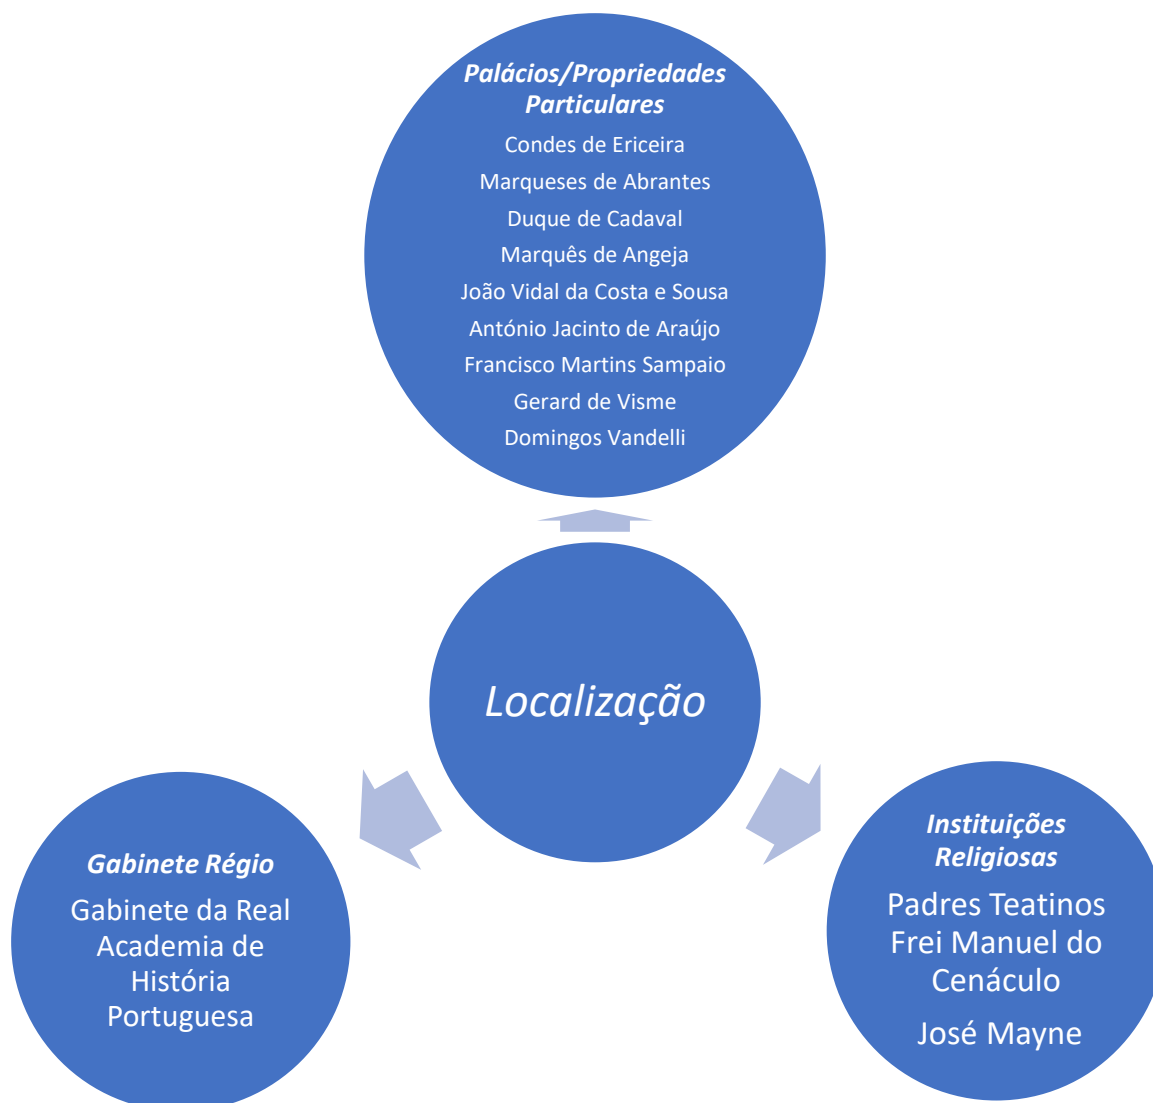 Palácios/Propriedades
Particulares
Condes de Ericeira
Marqueses de Abrantes
Duque de Cadaval
Marquês de Angeja
João Vidal da Costa e Sousa
António Jacinto de Araújo
Francisco Martins Sampaio
Gerard de Visme
Domingos Vandelli
Localização
Gabinete Régio
Gabinete da Real
Academia de
História
Portuguesa
Instituições
Religiosas
Padres Teatinos
Frei Manuel do
Cenáculo
José Mayne